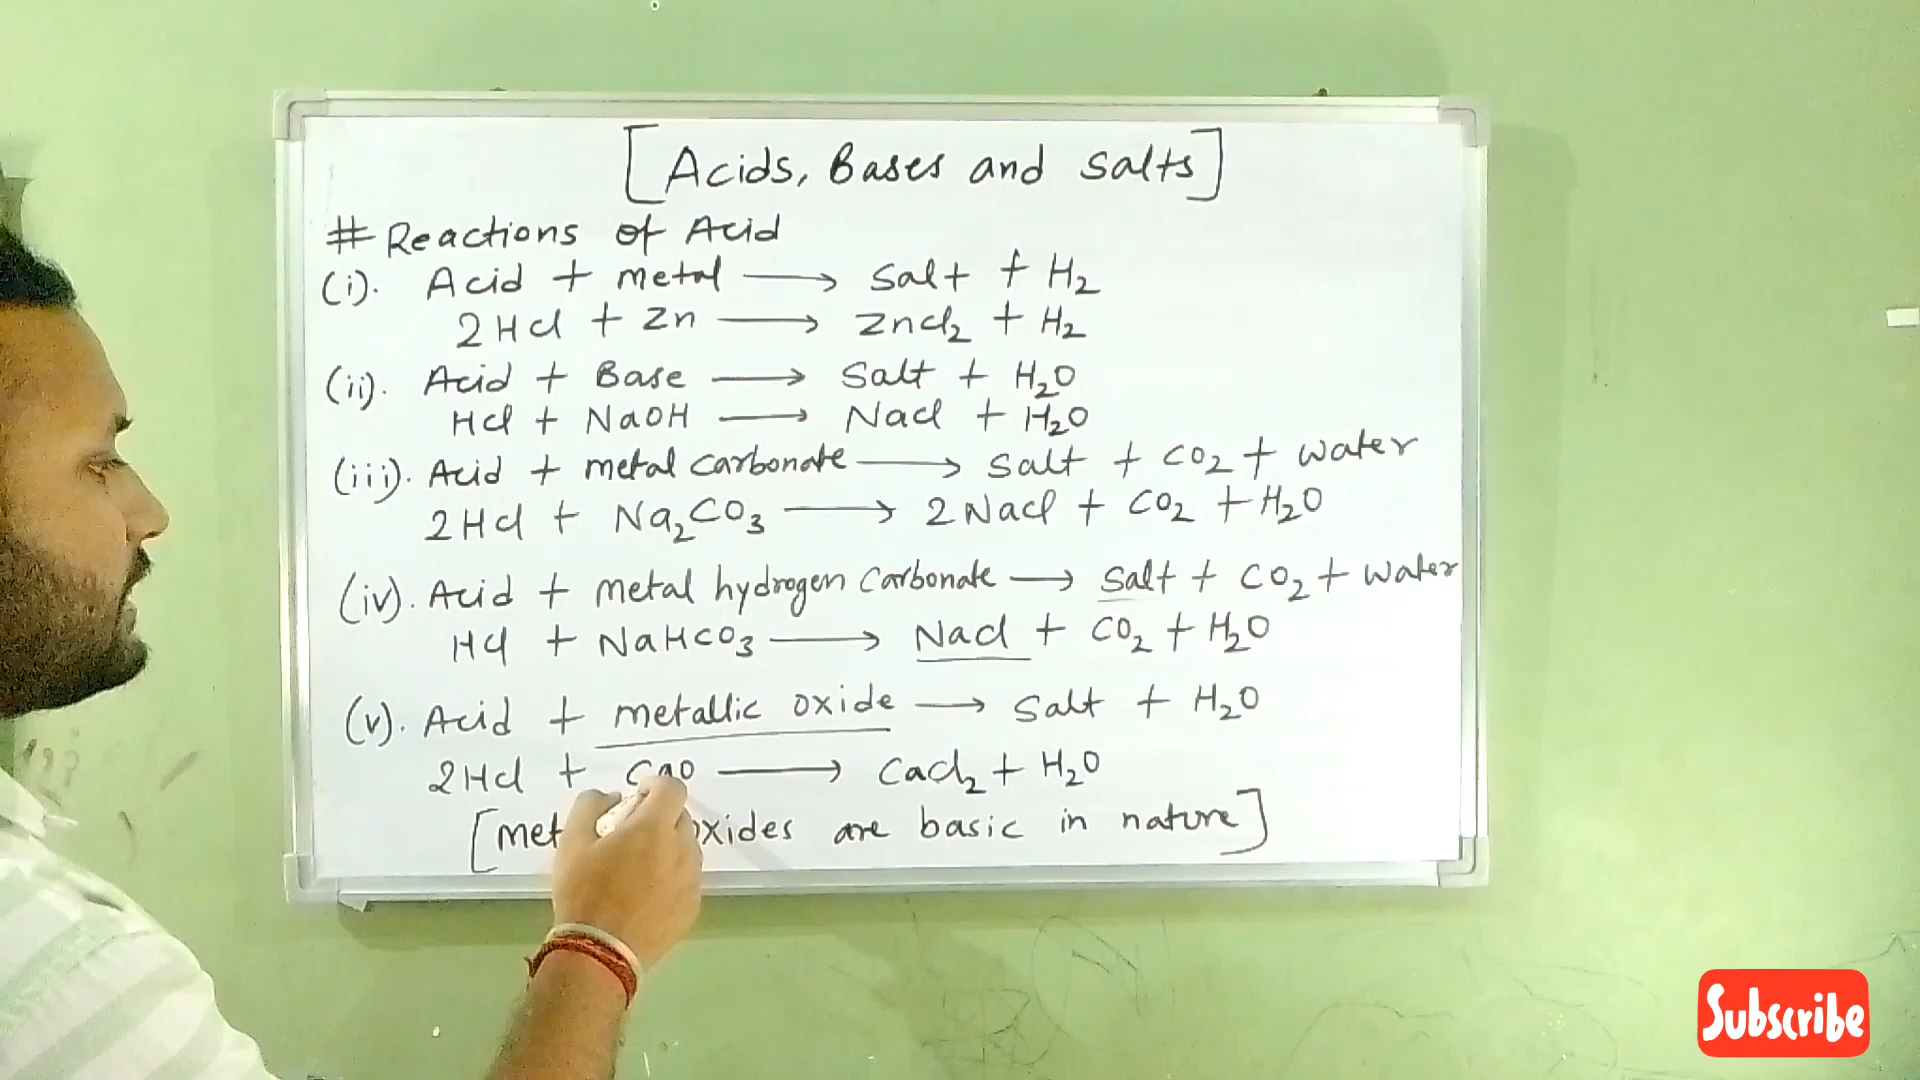 [Acids, Bases and salts]
# Reactions of Acid
(i). Acid + metal ⟶ Salt + H₂
2HCl + Zn ⟶ ZnCl₂ + H₂
(ii). Acid + Base ⟶ Salt + H₂O
HCl + NaOH ⟶ NaCl + H₂O
(iii). Acid + metal carbonate ⟶ Salt + CO₂ + water
2HCl + Na₂CO₃ ⟶ 2NaCl + CO₂ + H₂O
(iv). Acid + metal hydrogen carbonate ⟶ Salt + CO₂ + water
HCl + NaHCO₃ ⟶ NaCl + CO₂ + H₂O
(v). Acid + metallic oxide ⟶ Salt + H₂O
2HCl + CaO ⟶ CaCl₂ + H₂O
[ oxides are basic in nature]
Subscribe